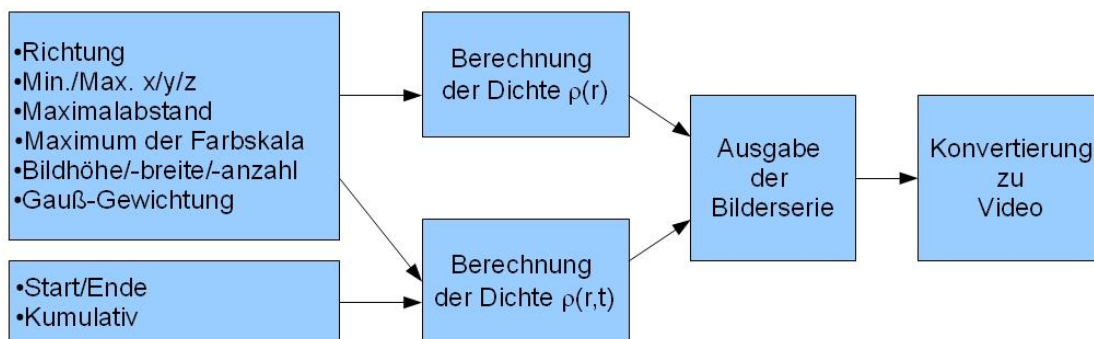 •Richtung
•Min./Max. x/y/z
•Maximalabstand
•Maximum der Farbskala
•Bildhöhe/-breite/-anzahl
•Gauß-Gewichtung
•Start/Ende
•Kumulativ
Berechnung
der Dichte ρ(r)
Berechnung
der Dichte ρ(r,t)
Ausgabe
der
Bilderserie
Konvertierung
zu
Video